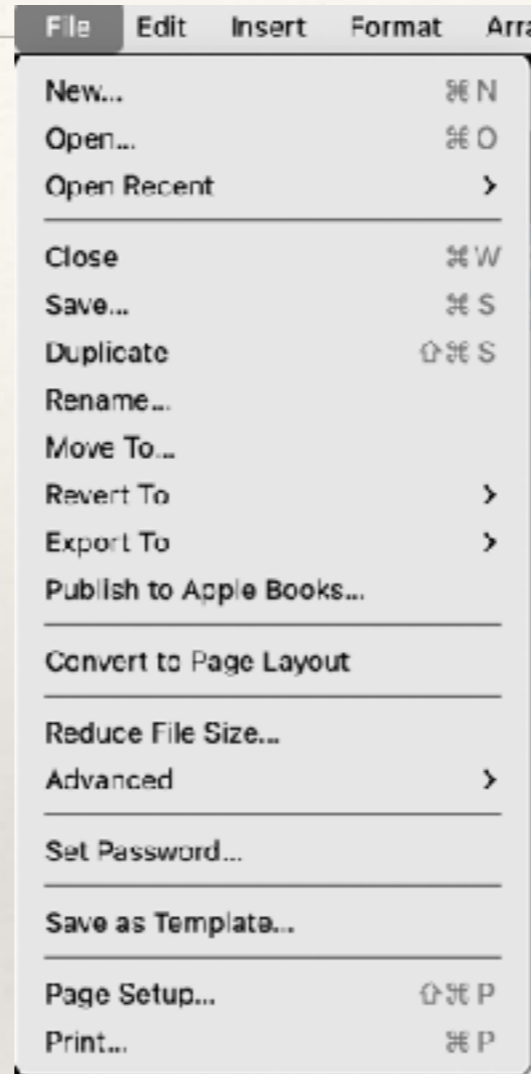 File Edit Insert Format Arra
New... ⌘ N
Open... ⌘ O
Open Recent >
Close ⌘ W
Save... ⌘ S
Duplicate ⇧⌘ S
Rename...
Move To...
Revert To >
Export To >
Publish to Apple Books...
Convert to Page Layout
Reduce File Size...
Advanced >
Set Password...
Save as Template...
Page Setup... ⇧⌘ P
Print... ⌘ P